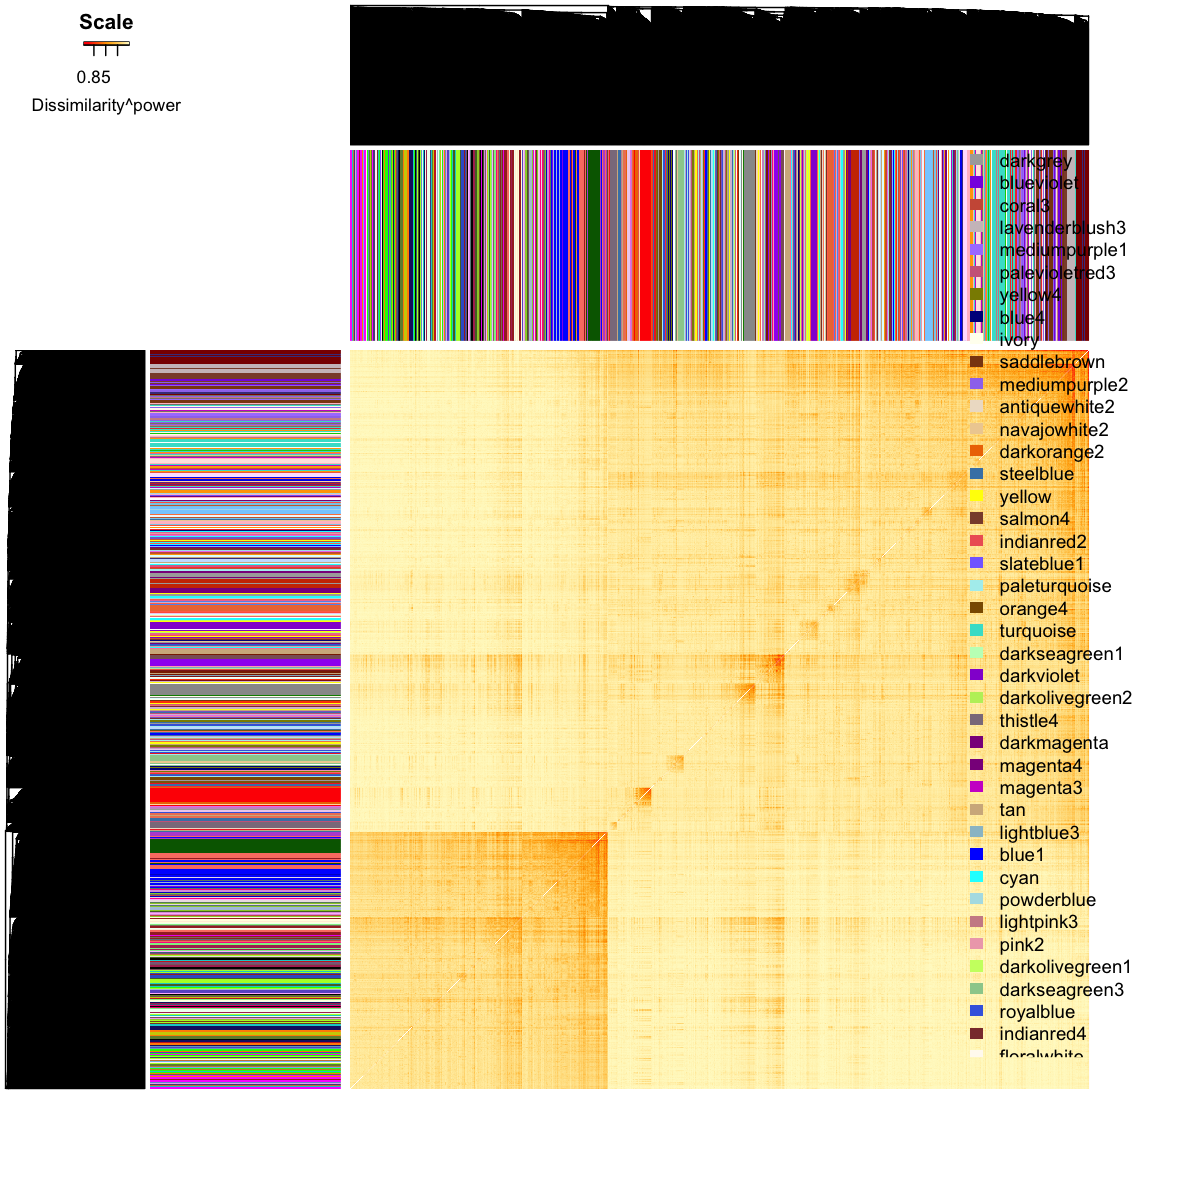 Scale
0.85
Dissimilarity^power
darkgrey
blueviolet
coral3
lavenderblush3
mediumpurple1
palevioletred3
yellow4
blue4
ivory
saddlebrown
mediumpurple2
antiquewhite2
navajowhite2
darkorange2
steelblue
yellow
salmon4
indianred2
slateblue1
paleturquoise
orange4
turquoise
darkseagreen1
darkviolet
darkolivegreen2
thistle4
darkmagenta
magenta4
magenta3
tan
lightblue3
blue1
cyan
powderblue
lightpink3
pink2
darkolivegreen1
darkseagreen3
royalblue
indianred4
floralwhite